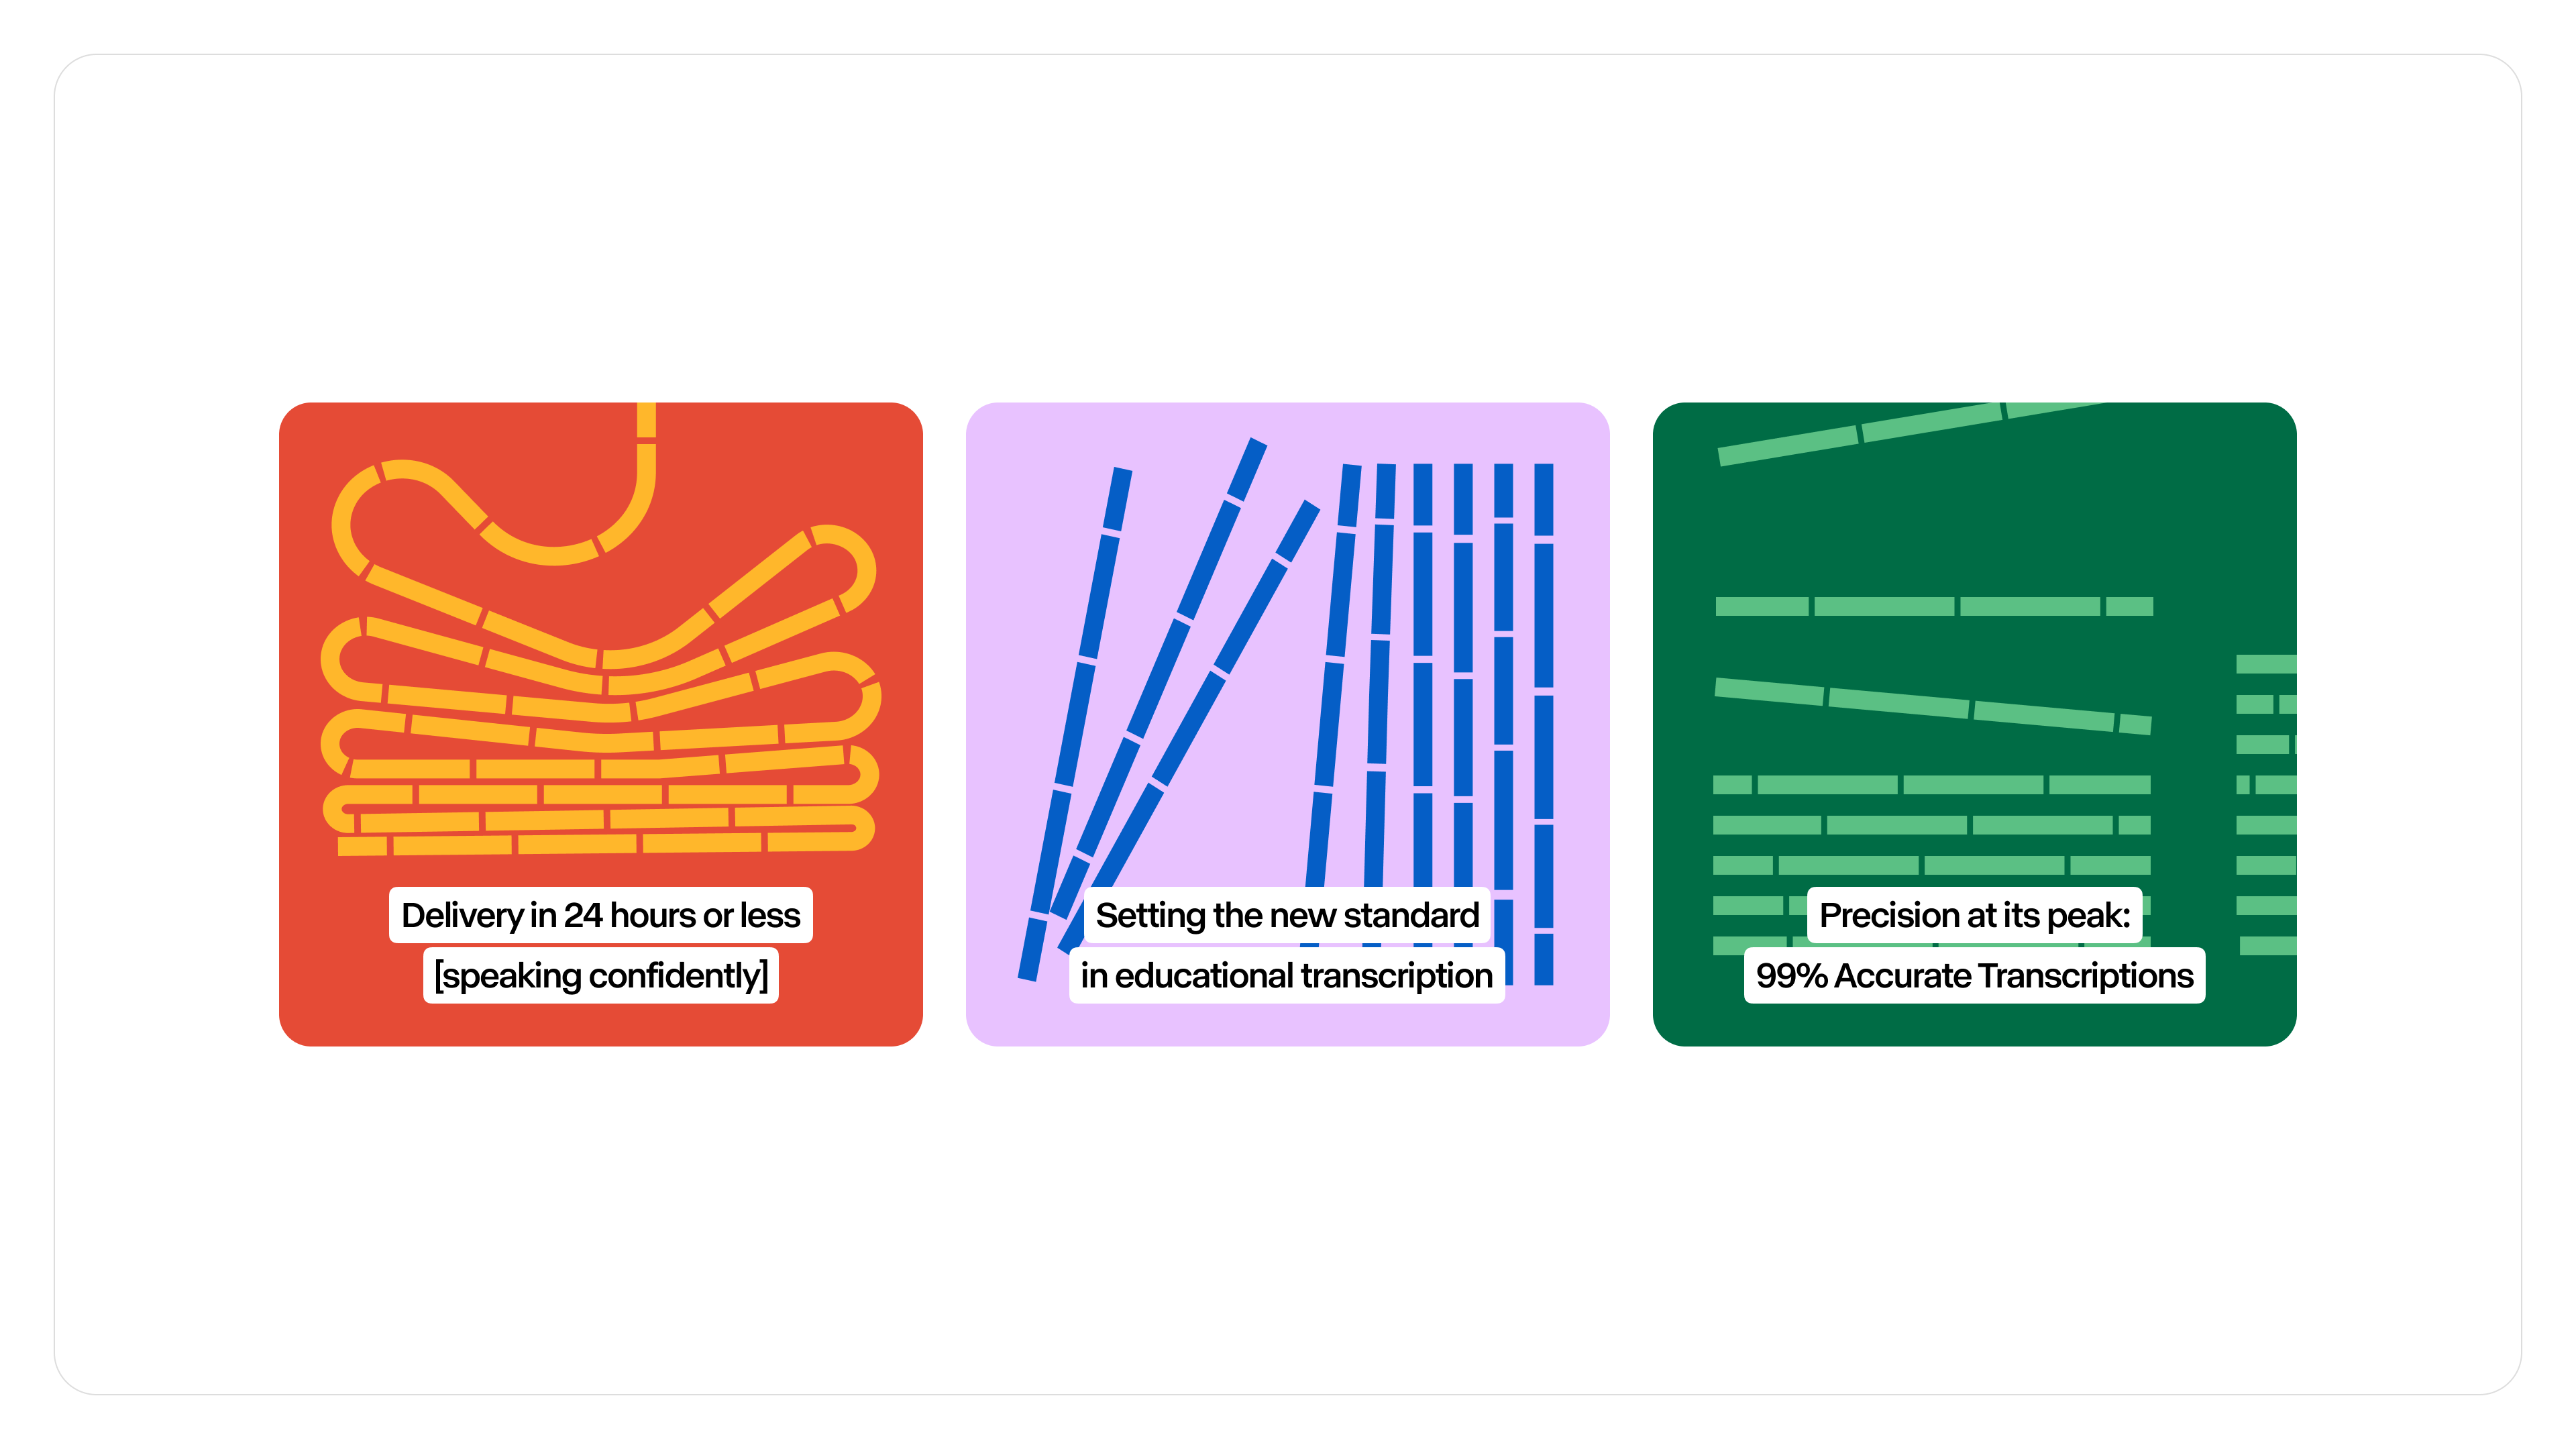 Delivery in 24 hours or less
[speaking confidently]
Setting the new standard
in educational transcription
Precision at its peak:
99% Accurate Transcriptions